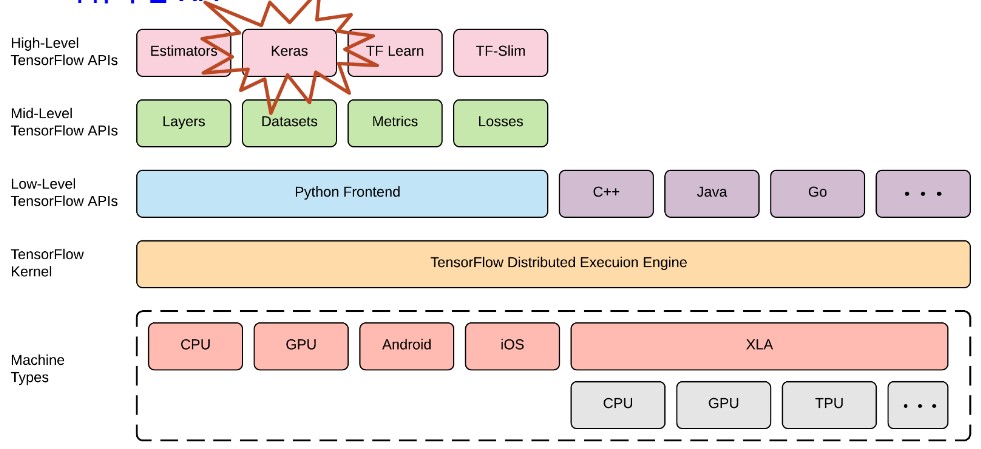 High-Level
TensorFlow APIs
Estimators
Keras
TF Learn
TF-Slim
Mid-Level
TensorFlow APIs
Layers
Datasets
Metrics
Losses
Low-Level
TensorFlow APIs
Python Frontend
C++
Java
Go
• • •
TensorFlow
Kernel
TensorFlow Distributed Execuion Engine
Machine
Types
CPU
GPU
Android
iOS
XLA
CPU
GPU
TPU
• • •